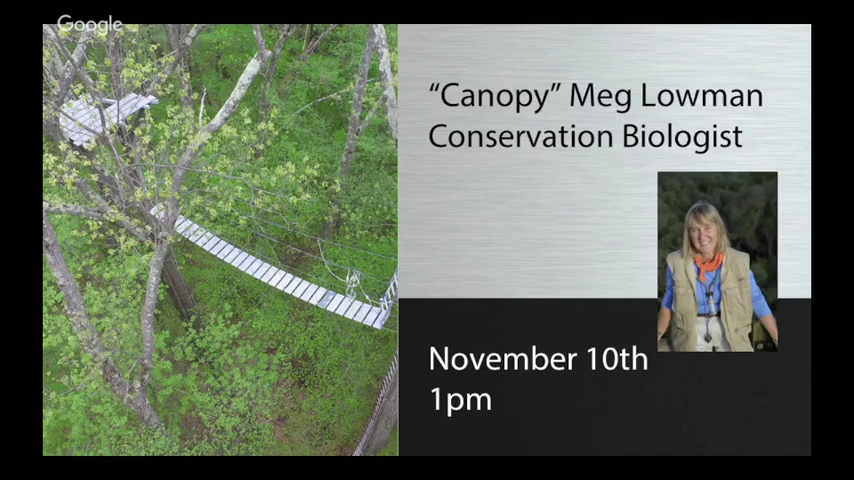 Google
“Canopy” Meg Lowman
Conservation Biologist
November 10th
1pm